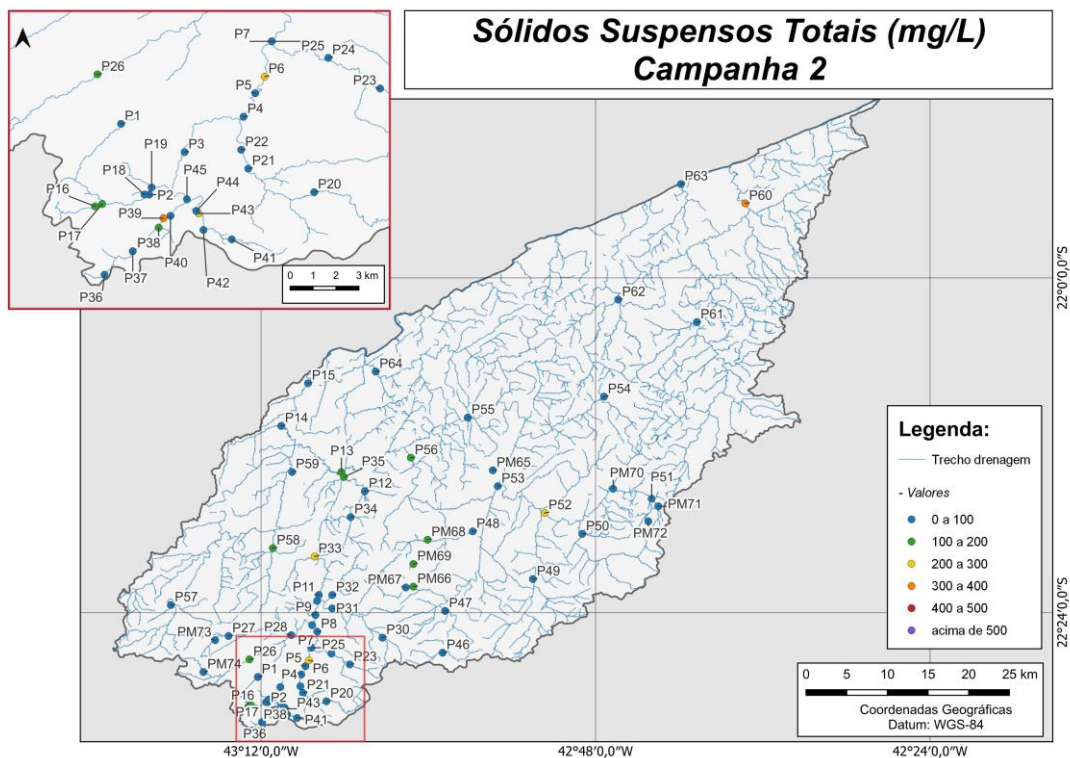 Sólidos Suspensos Totais (mg/L)
Campanha 2
P7
P25
P24
P26
P6
P23
P5
P1
P4
P19
P3
P22
P18
P45
P21
P2
P44
P20
P16
P39
P43
P17
P38
P40
P41
P37
P42
P36
0 1 2 3 km
P63
P60
22°0'0,0"S
P62
P61
P64
P15
P54
P55
P14
P56
P13
P35
P59
PM65
P53
PM70
P51
P12
PM71
P52
P34
PM68
P48
P50
PM72
P58
P33
PM69
PM67
PM66
P49
P11
P32
P57
P9
P31
P47
22°24'0,0"S
P27
P28
P8
P30
PM73
P7
P25
P46
P26
P5
P23
PM74
P1
P4
P6
P16
P2
P21
P20
P17
P38
P43
P36
P41
Legenda:
Trecho drenagem
- Valores
0 a 100
100 a 200
200 a 300
300 a 400
400 a 500
acima de 500
0 5 10 15 20 25 km
Coordenadas Geográficas
Datum: WGS-84
43°12'0,0"W
42°48'0,0"W
42°24'0,0"W